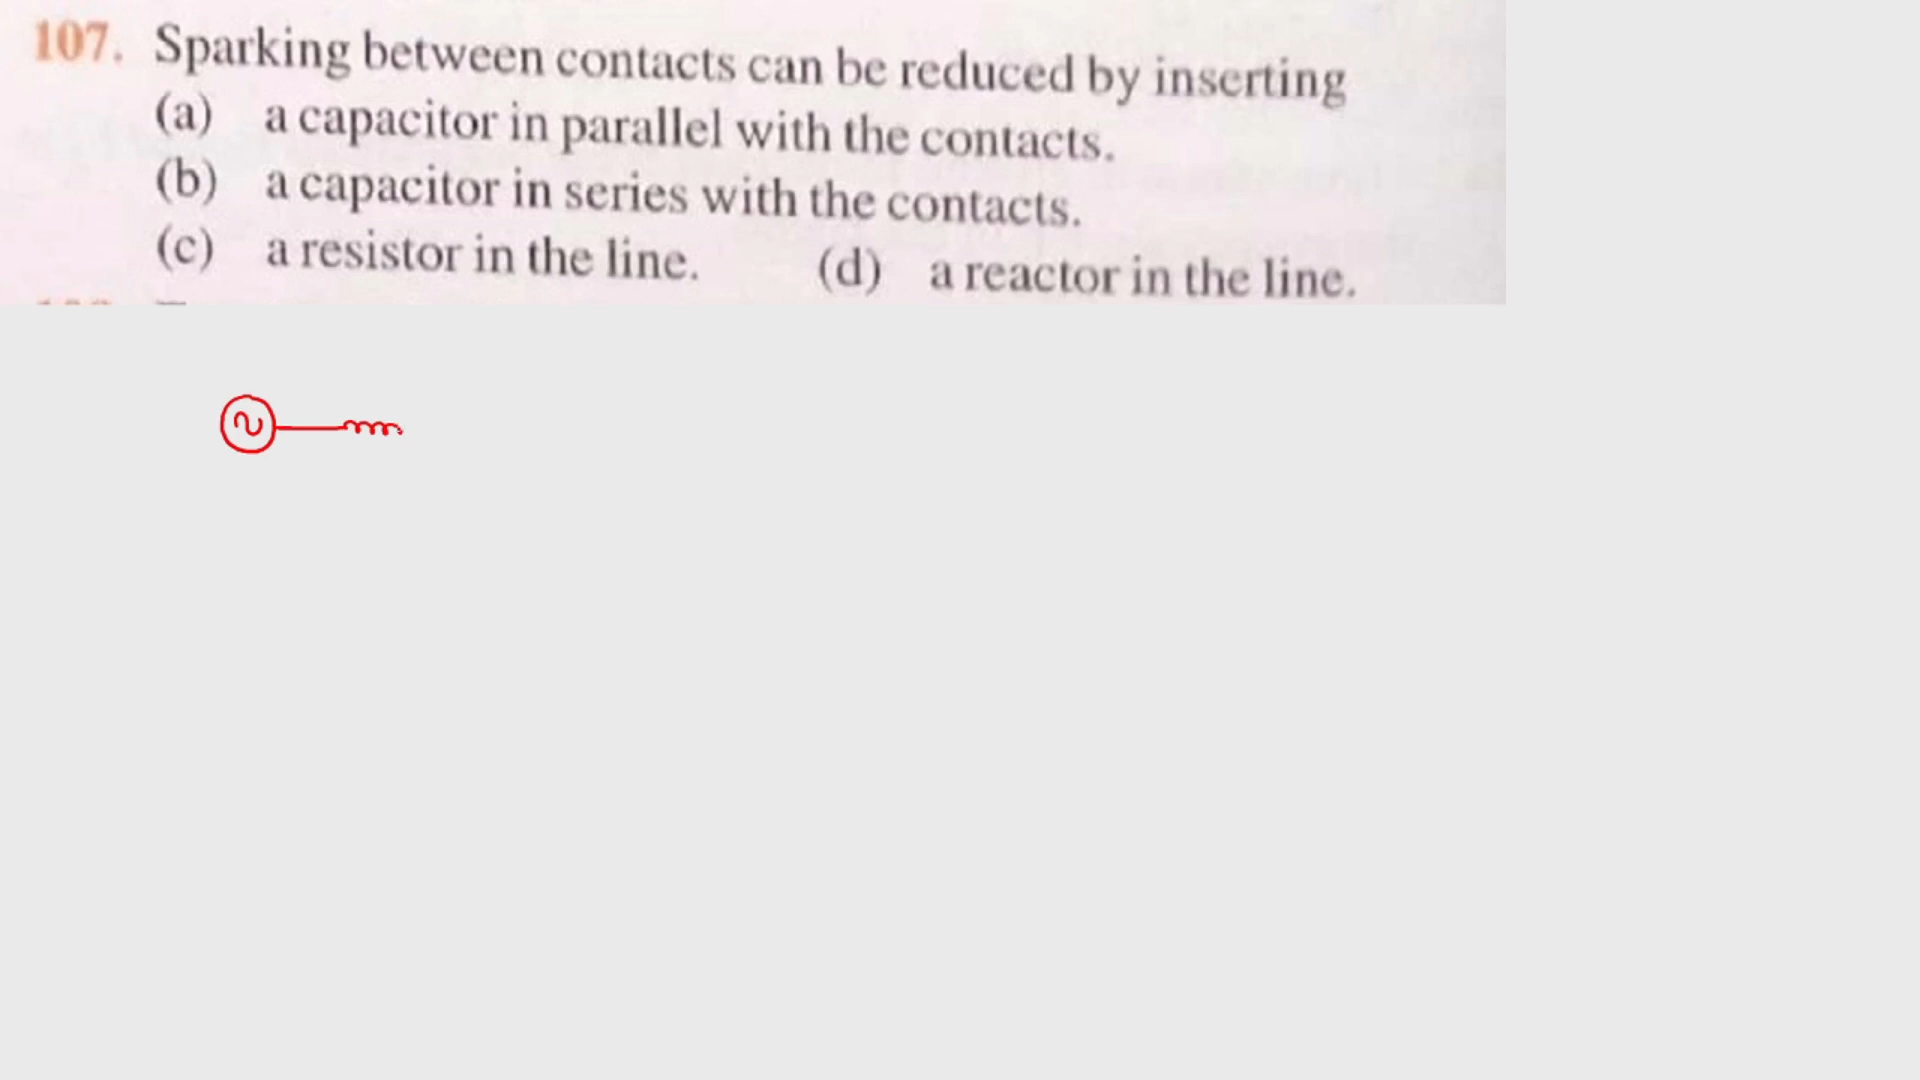 107. Sparking between contacts can be reduced by inserting
(a) a capacitor in parallel with the contacts.
(b) a capacitor in series with the contacts.
(c) a resistor in the line. (d) a reactor in the line.